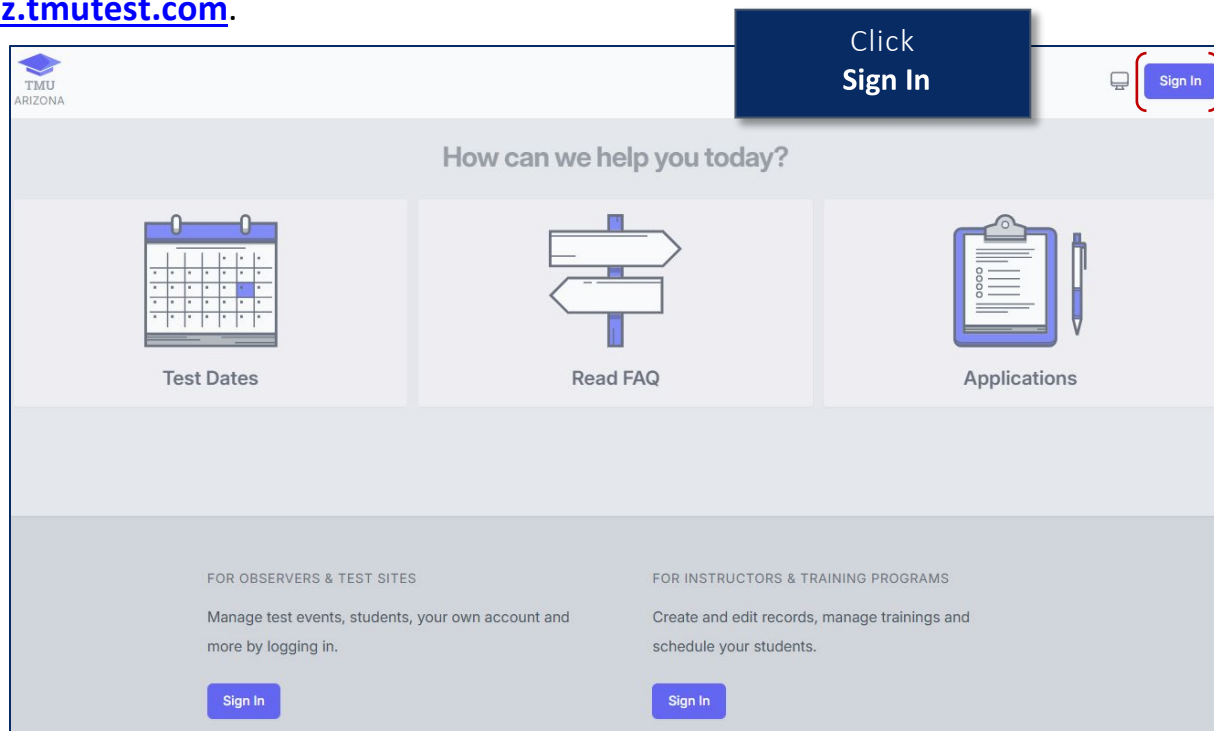 z.tmutest.com.
Click
Sign In
TMU
ARIZONA
Sign In
How can we help you today?
Test Dates
Read FAQ
Applications
FOR OBSERVERS & TEST SITES
Manage test events, students, your own account and
more by logging in.
Sign In
FOR INSTRUCTORS & TRAINING PROGRAMS
Create and edit records, manage trainings and
schedule your students.
Sign In